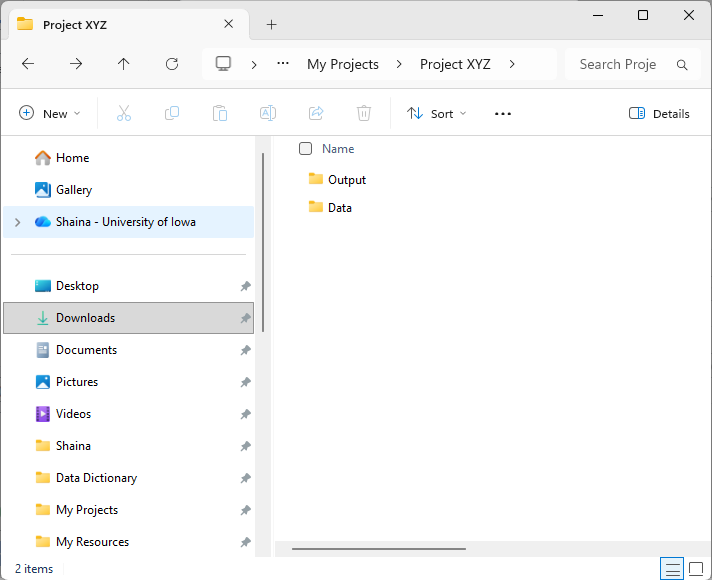 Project XYZ
My Projects > Project XYZ >
Search Proje
New
Sort
Details
Home
Gallery
Shaina - University of Iowa
Desktop
Downloads
Documents
Pictures
Videos
Shaina
Data Dictionary
My Projects
My Resources
Name
Output
Data
2 items